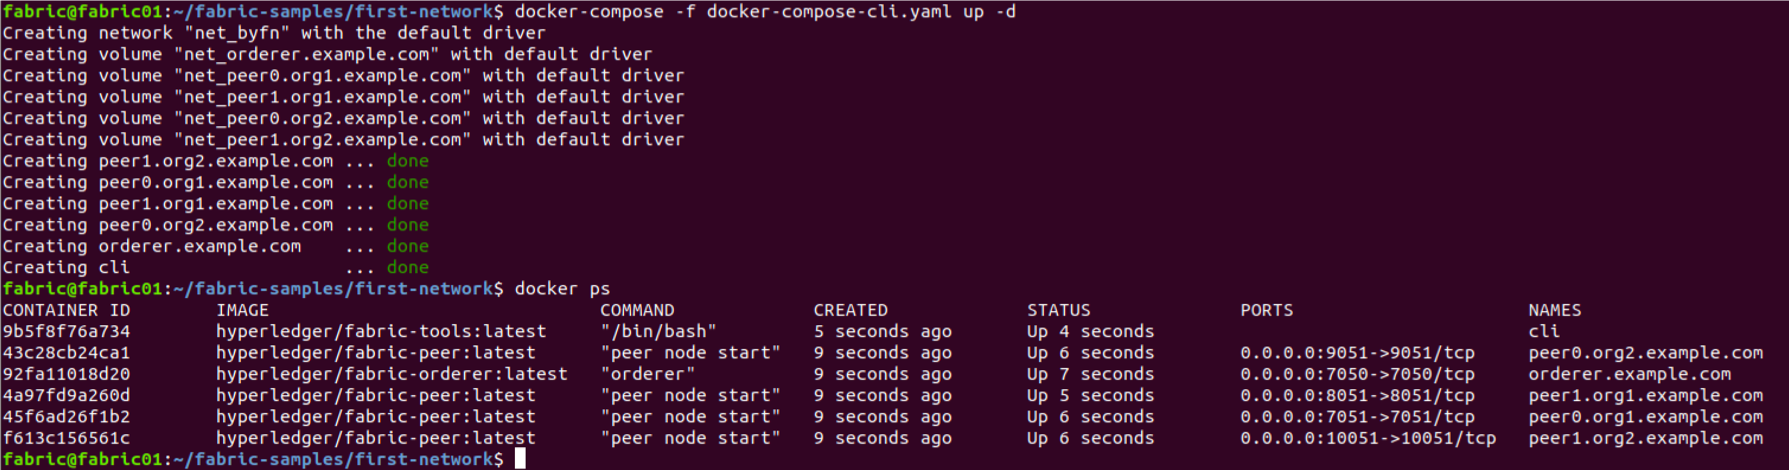 fabric@fabric01:~/fabric-samples/first-network$ docker-compose -f docker-compose-cli.yaml up -d
Creating network "net_byfn" with the default driver
Creating volume "net_orderer.example.com" with default driver
Creating volume "net_peer0.org1.example.com" with default driver
Creating volume "net_peer1.org1.example.com" with default driver
Creating volume "net_peer0.org2.example.com" with default driver
Creating volume "net_peer1.org2.example.com" with default driver
Creating peer1.org2.example.com ... done
Creating peer0.org1.example.com ... done
Creating peer1.org1.example.com ... done
Creating peer0.org2.example.com ... done
Creating orderer.example.com    ... done
Creating cli                    ... done
fabric@fabric01:~/fabric-samples/first-network$ docker ps
CONTAINER ID        IMAGE                               COMMAND             CREATED             STATUS              PORTS                      NAMES
9b5f8f76a734        hyperledger/fabric-tools:latest     "/bin/bash"         5 seconds ago       Up 4 seconds                                   cli
43c28cb24ca1        hyperledger/fabric-peer:latest      "peer node start"   9 seconds ago       Up 6 seconds        0.0.0.0:9051->9051/tcp     peer0.org2.example.com
92fa11018d20        hyperledger/fabric-orderer:latest   "orderer"           9 seconds ago       Up 7 seconds        0.0.0.0:7050->7050/tcp     orderer.example.com
4a97fd9a260d        hyperledger/fabric-peer:latest      "peer node start"   9 seconds ago       Up 5 seconds        0.0.0.0:8051->8051/tcp     peer1.org1.example.com
45f6ad26f1b2        hyperledger/fabric-peer:latest      "peer node start"   9 seconds ago       Up 6 seconds        0.0.0.0:7051->7051/tcp     peer0.org1.example.com
f613c156561c        hyperledger/fabric-peer:latest      "peer node start"   9 seconds ago       Up 6 seconds        0.0.0.0:10051->10051/tcp   peer1.org2.example.com
fabric@fabric01:~/fabric-samples/first-network$